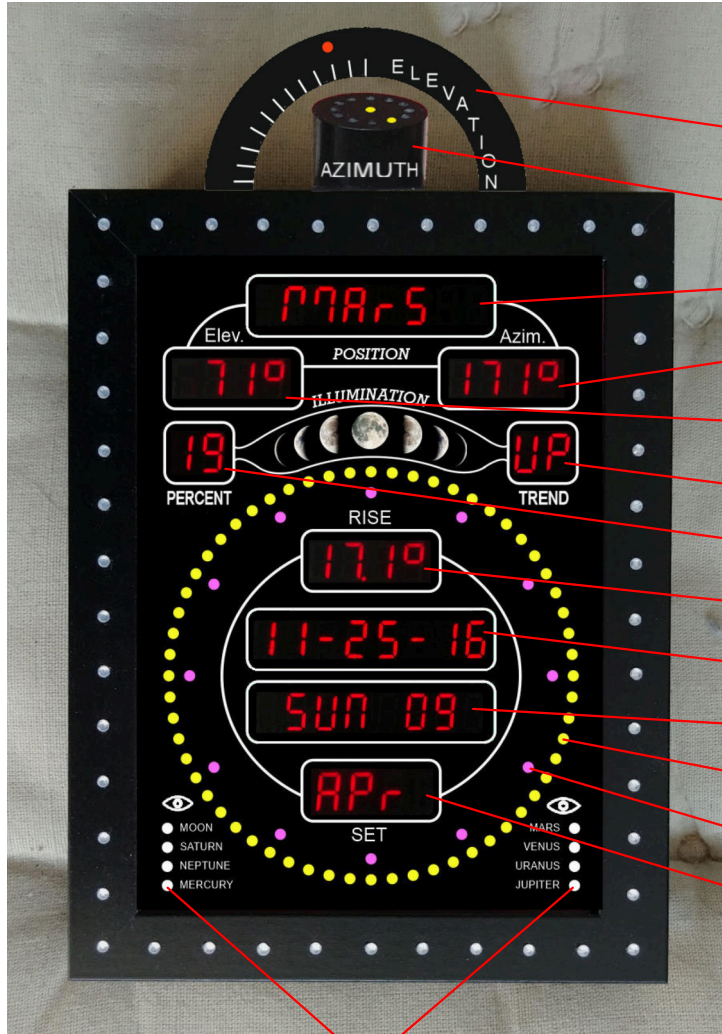 ELEVATION
AZIMUTH
MArS
Elev.
Azim.
POSITION
71°
171°
ILLUMINATION
19
UP
PERCENT
TREND
RISE
17.1°
11-25-16
SUN 09
APr
SET
MOON
SATURN
NEPTUNE
MERCURY
MARS
VENUS
URANUS
JUPITER